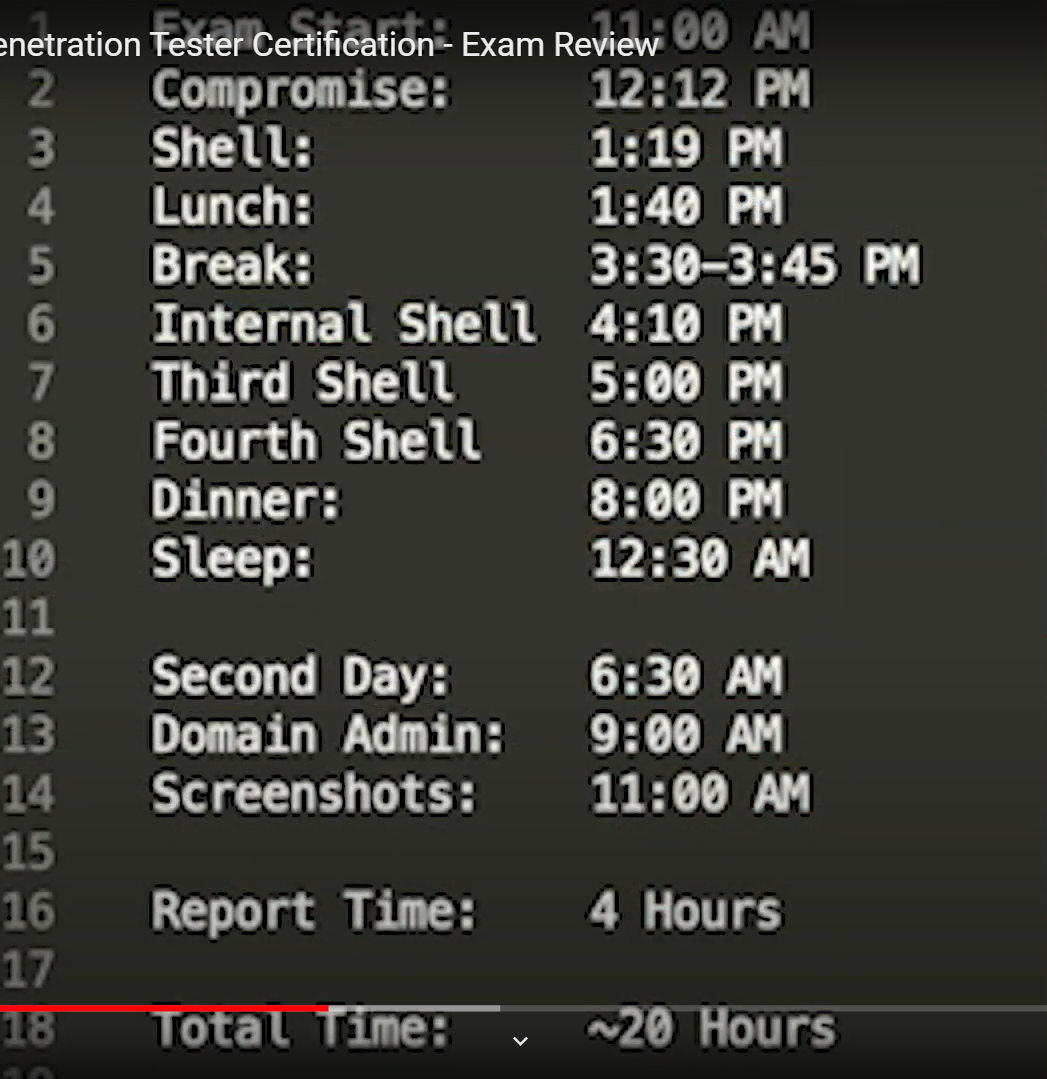 enetration Tester Certification - Exam Review
1 Exam Start: 11:00 AM
2 Compromise: 12:12 PM
3 Shell: 1:19 PM
4 Lunch: 1:40 PM
5 Break: 3:30–3:45 PM
6 Internal Shell 4:10 PM
7 Third Shell 5:00 PM
8 Fourth Shell 6:30 PM
9 Dinner: 8:00 PM
10 Sleep: 12:30 AM
11
12 Second Day: 6:30 AM
13 Domain Admin: 9:00 AM
14 Screenshots: 11:00 AM
15
16 Report Time: 4 Hours
17
18 Total Time: ~20 Hours